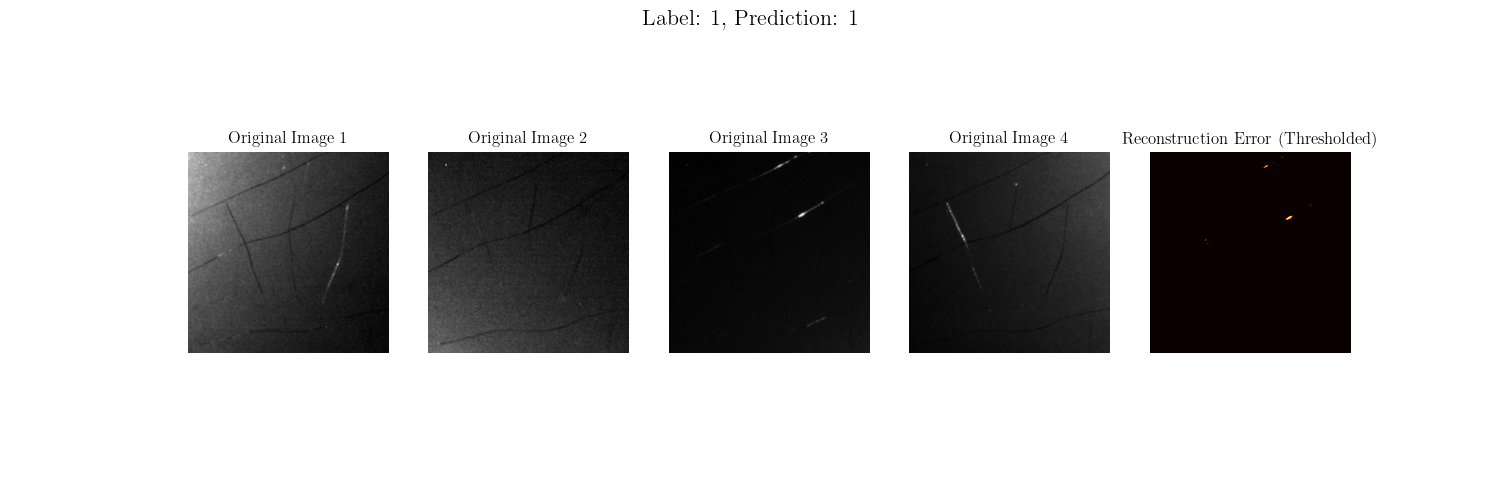 Label: 1, Prediction: 1
Original Image 1
Original Image 2
Original Image 3
Original Image 4
Reconstruction Error (Thresholded)